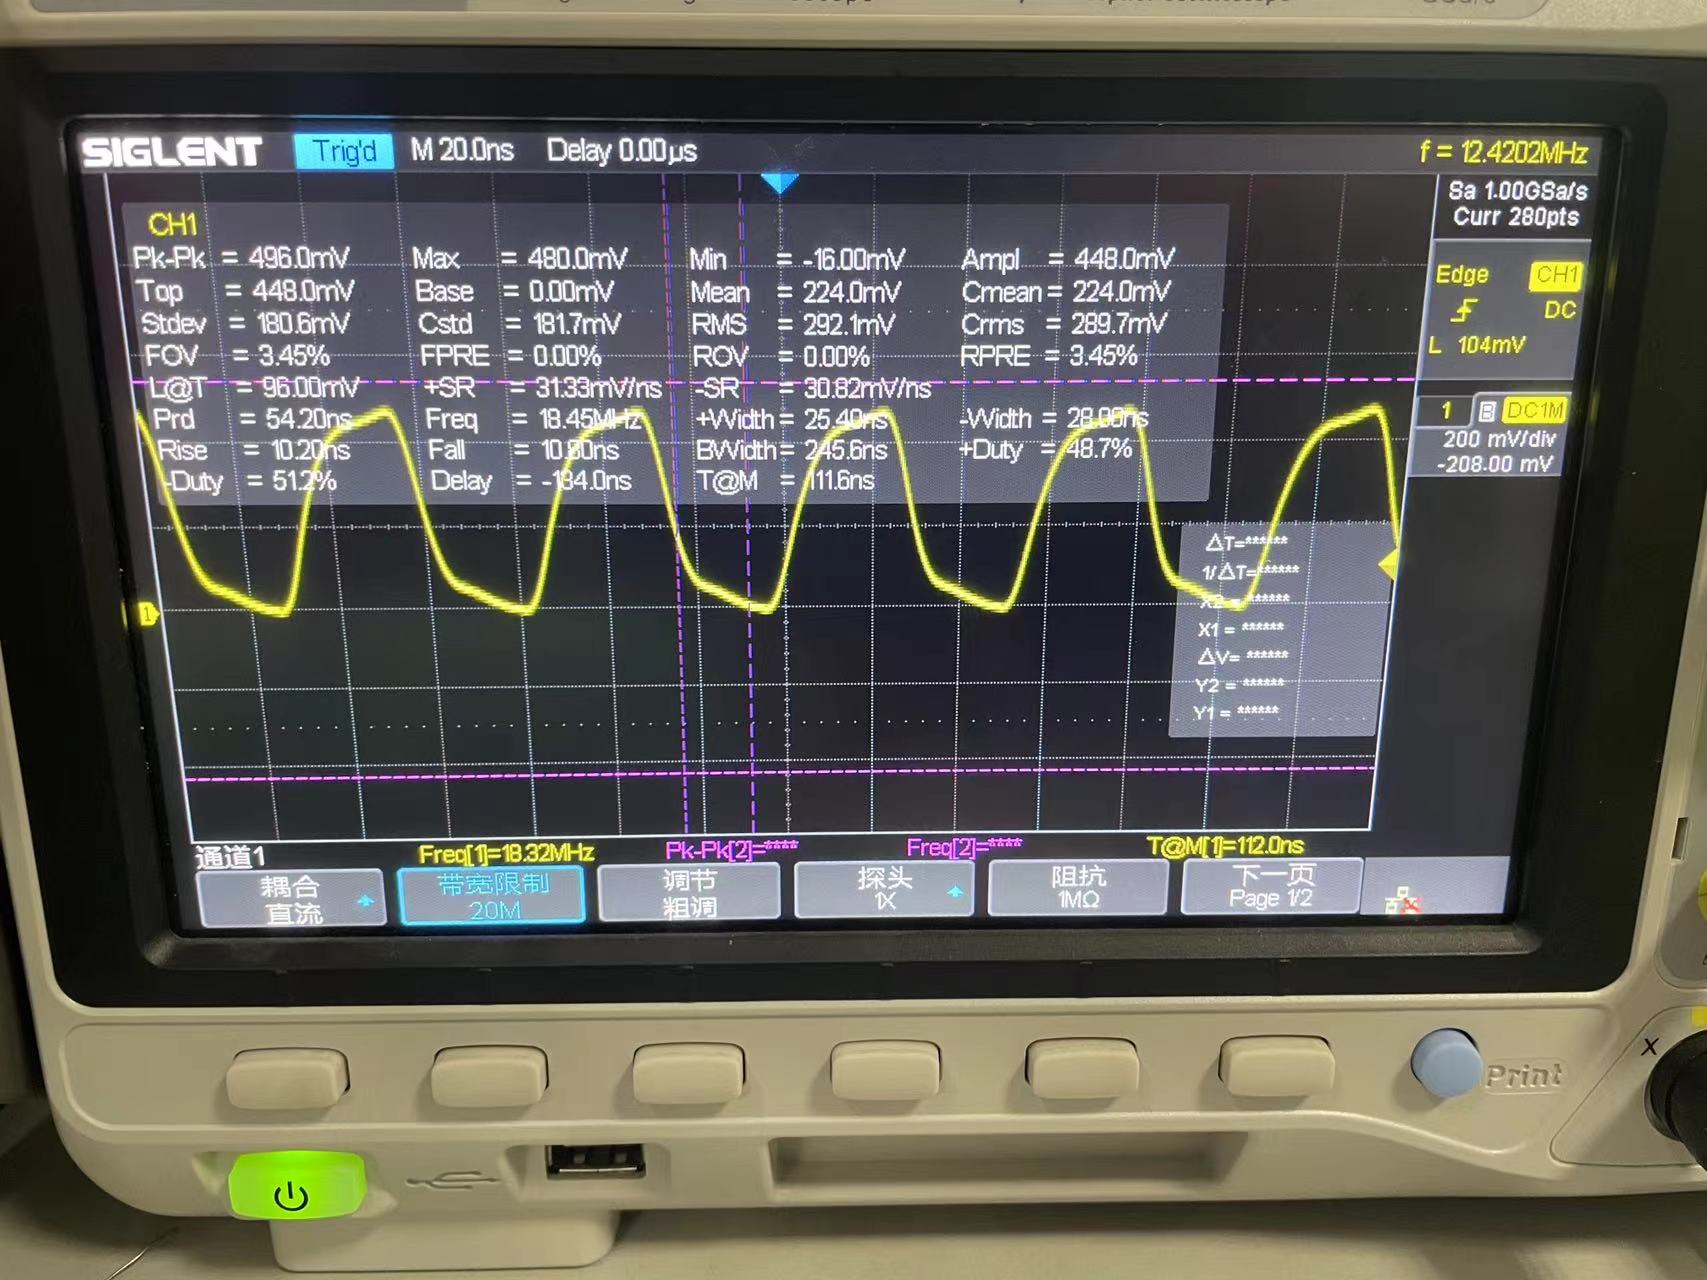 SIGLENT Trig'd M 20.0ns Delay 0.00µs f = 12.4202MHz
Sa 1.00GSa/s
Curr 280pts
CH1
Pk-Pk = 496.0mV Max = 480.0mV Min = -16.00mV Ampl = 448.0mV
Top = 448.0mV Base = 0.00mV Mean = 224.0mV Cmean = 224.0mV
Stdev = 180.6mV Cstd = 181.7mV RMS = 292.1mV Crms = 289.7mV
FOV = 3.45% FPRE = 0.00% ROV = 0.00% RPRE = 3.45%
L@T = 96.00mV +SR = 31.33mV/ns -SR = 30.82mV/ns
Prd = 54.20ns Freq = 18.45MHz +Width = 25.40ns -Width = 28.80ns
Rise = 10.20ns Fall = BWidth = 245.6ns +Duty = 48.7%
-Duty = 51.2% Delay = T@M = 111.6ns
Edge CH1
DC
L 104mV
1 B DC1M
200 mV/div
-208.00 mV
1
ΔT=******
1/ΔT=******
X2 = ******
X1 = ******
ΔV= ******
Y2 = ******
Y1 = ******
通道1 Freq[1]=18.32MHz Pk-Pk[2]=**** Freq[2]=**** T@M[1]=112.0ns
耦合 带宽限制 调节 探头 阻抗 下一页
直流 20M 粗调 1X 1MΩ Page 1/2
Print
X